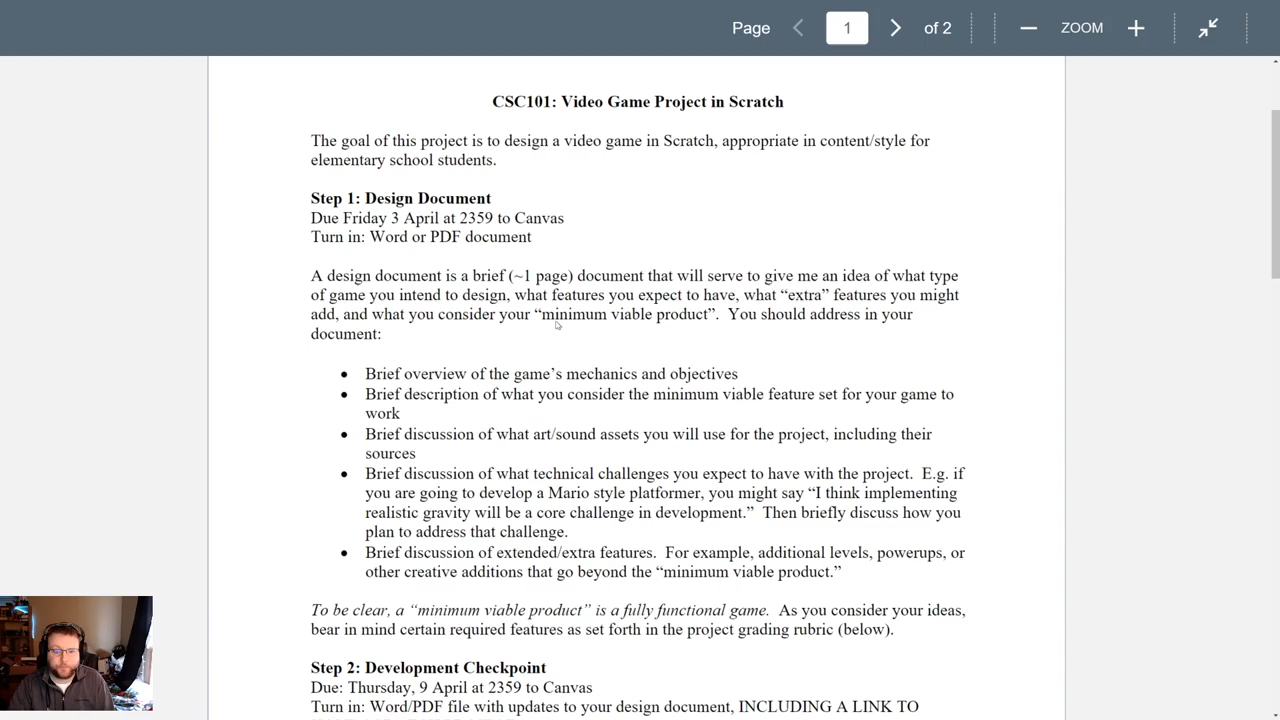 Page 1 of 2 ZOOM
CSC101: Video Game Project in Scratch
The goal of this project is to design a video game in Scratch, appropriate in content/style for
elementary school students.
Step 1: Design Document
Due Friday 3 April at 2359 to Canvas
Turn in: Word or PDF document
A design document is a brief (~1 page) document that will serve to give me an idea of what type
of game you intend to design, what features you expect to have, what “extra” features you might
add, and what you consider your “minimum viable product”. You should address in your
document:
• Brief overview of the game’s mechanics and objectives
• Brief description of what you consider the minimum viable feature set for your game to
work
• Brief discussion of what art/sound assets you will use for the project, including their
sources
• Brief discussion of what technical challenges you expect to have with the project. E.g. if
you are going to develop a Mario style platformer, you might say “I think implementing
realistic gravity will be a core challenge in development.” Then briefly discuss how you
plan to address that challenge.
• Brief discussion of extended/extra features. For example, additional levels, powerups, or
other creative additions that go beyond the “minimum viable product.”
To be clear, a “minimum viable product” is a fully functional game. As you consider your ideas,
bear in mind certain required features as set forth in the project grading rubric (below).
Step 2: Development Checkpoint
Due: Thursday, 9 April at 2359 to Canvas
Turn in: Word/PDF file with updates to your design document, INCLUDING A LINK TO